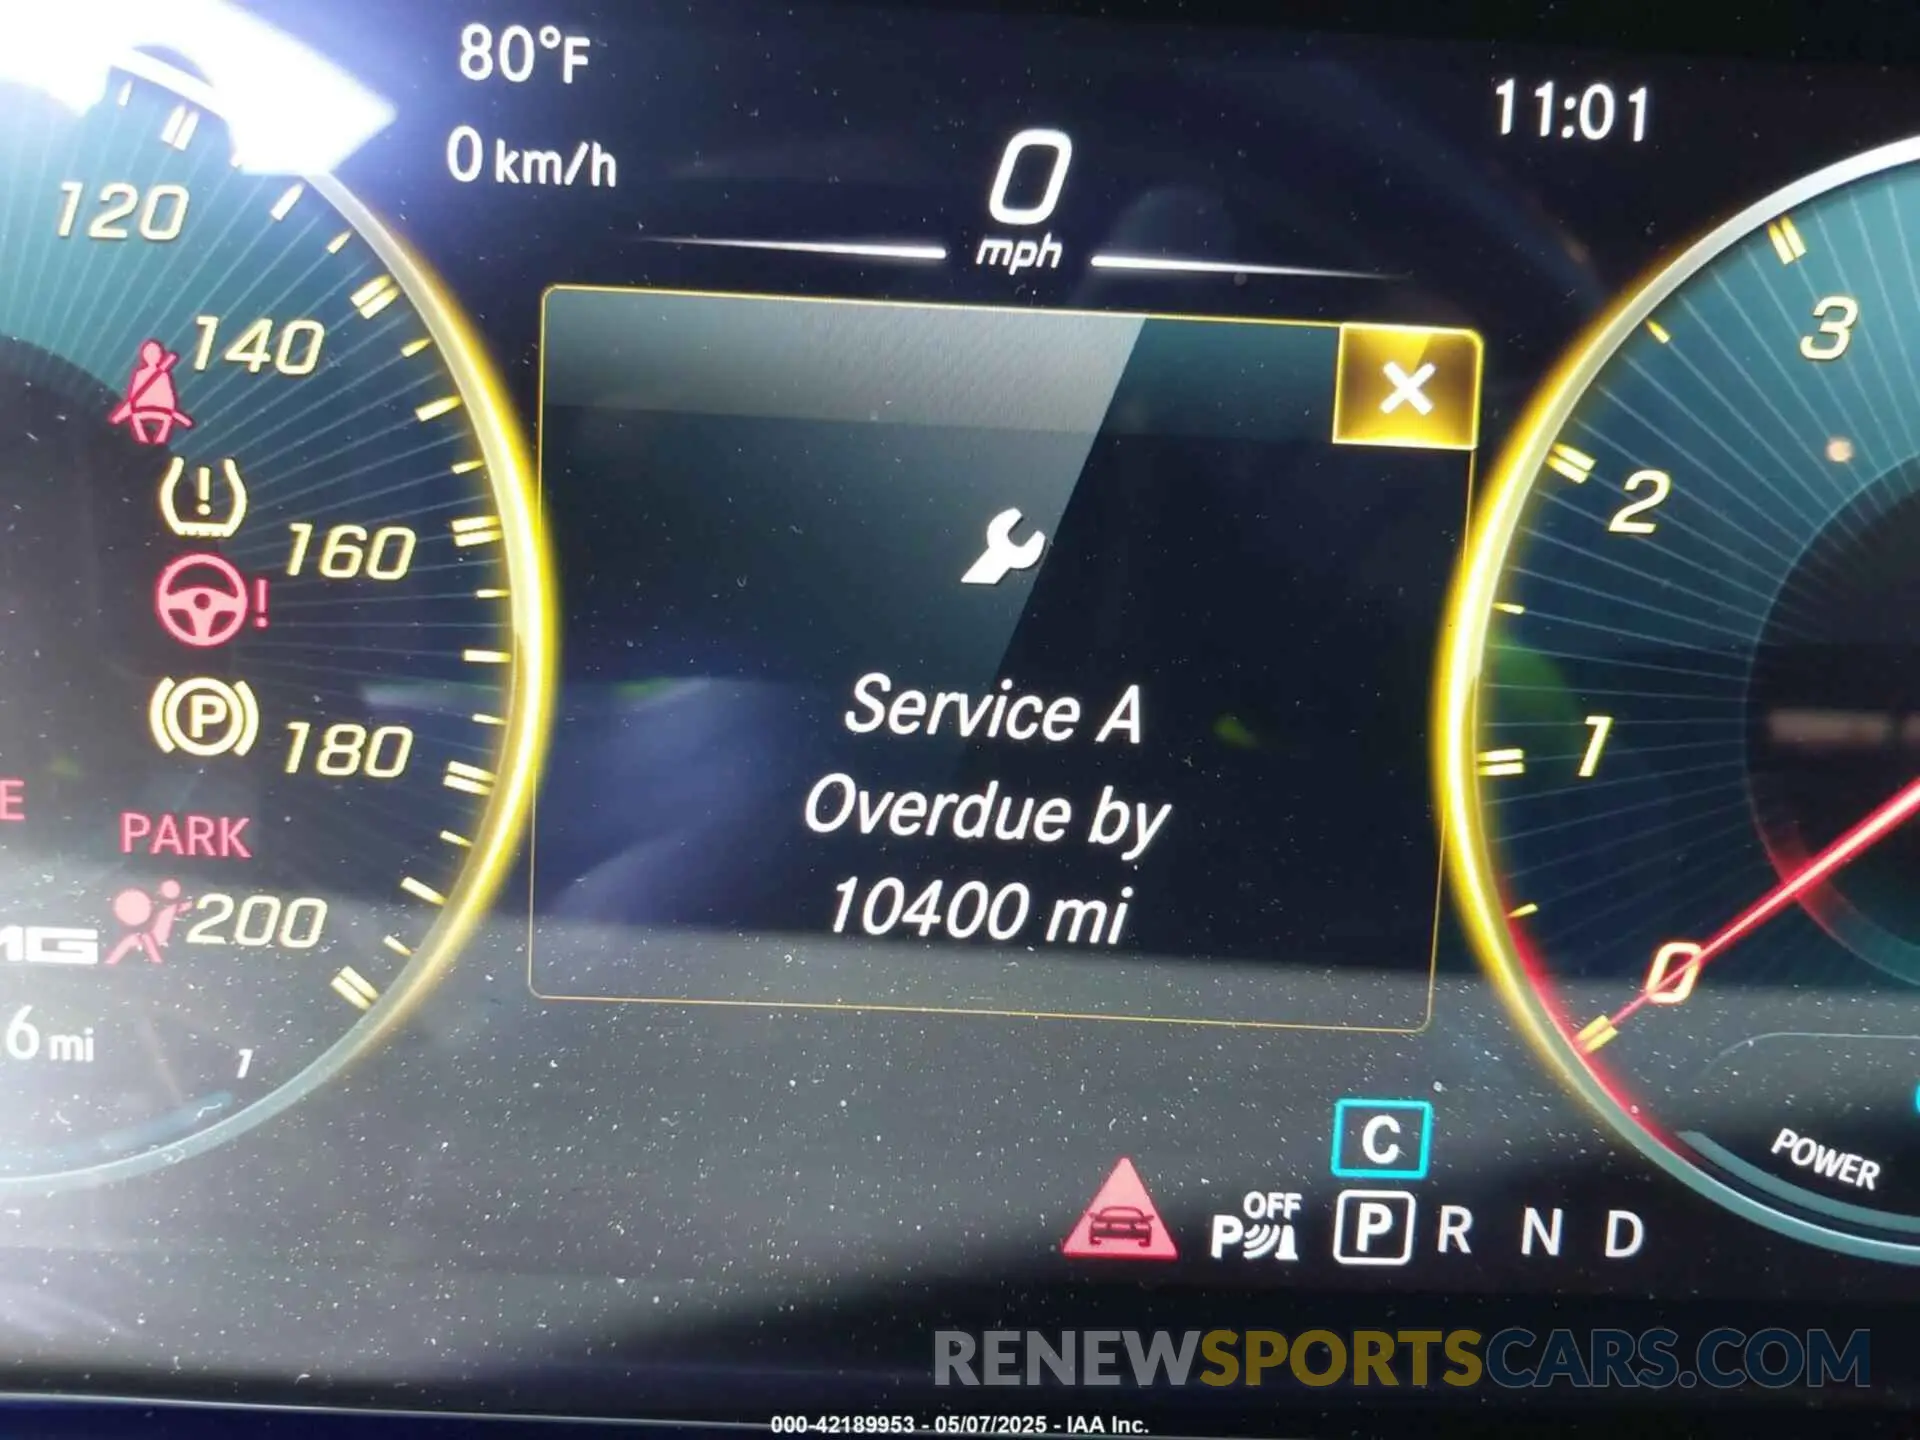 80°F
0 km/h
0
mph
11:01
120
140
160
180
PARK
200
6 mi
1
×
Service A
Overdue by
10400 mi
3
2
1
0
POWER
C
OFF
P
P R N D
RENEWSPORTSCARS.COM
000-42189953 - 05/07/2025 - IAA Inc.